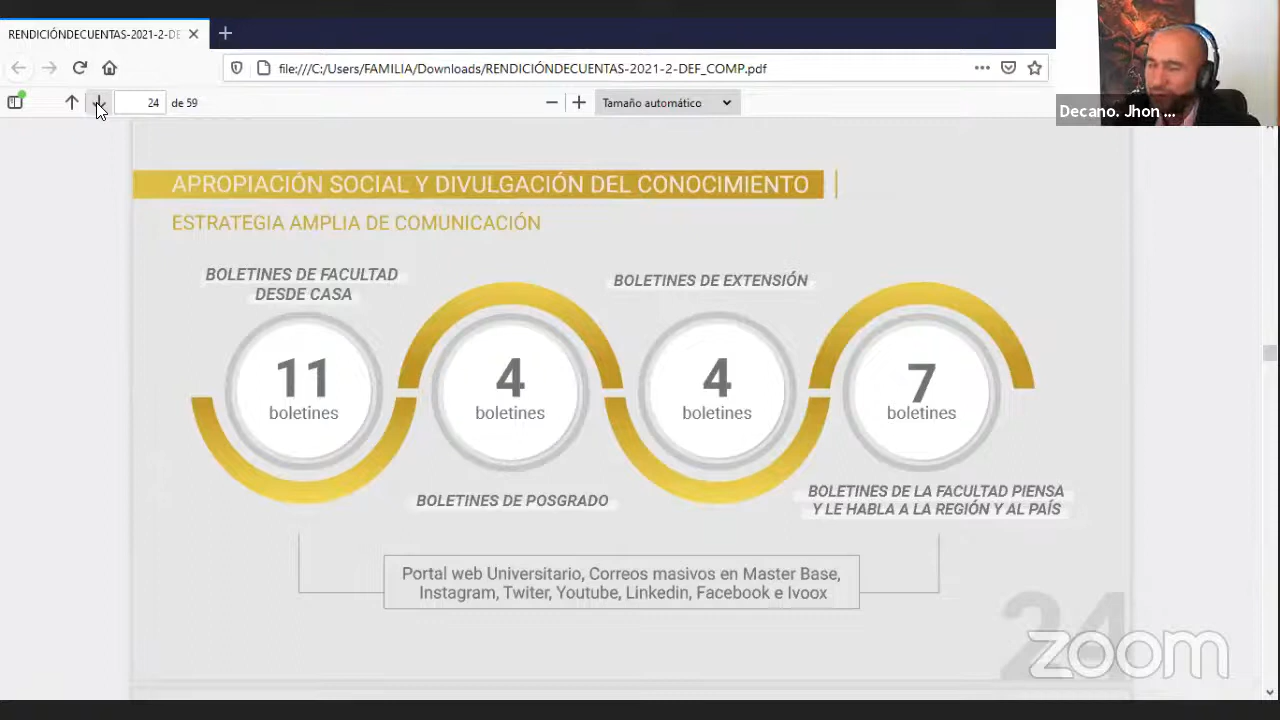 RENDICIÓNDECUENTAS-2021-2-DE
file:///C:/Users/FAMILIA/Downloads/RENDICIÓNDECUENTAS-2021-2-DEF_COMP.pdf
24 de 59
Tamaño automático
Decano. Jhon ...
APROPIACIÓN SOCIAL Y DIVULGACIÓN DEL CONOCIMIENTO
ESTRATEGIA AMPLIA DE COMUNICACIÓN
BOLETINES DE FACULTAD
DESDE CASA
11
boletines
4
boletines
BOLETINES DE POSGRADO
BOLETINES DE EXTENSIÓN
4
boletines
7
boletines
BOLETINES DE LA FACULTAD PIENSA
Y LE HABLA A LA REGIÓN Y AL PAÍS
Portal web Universitario, Correos masivos en Master Base,
Instagram, Twiter, Youtube, Linkedin, Facebook e Ivoox
24
zoom